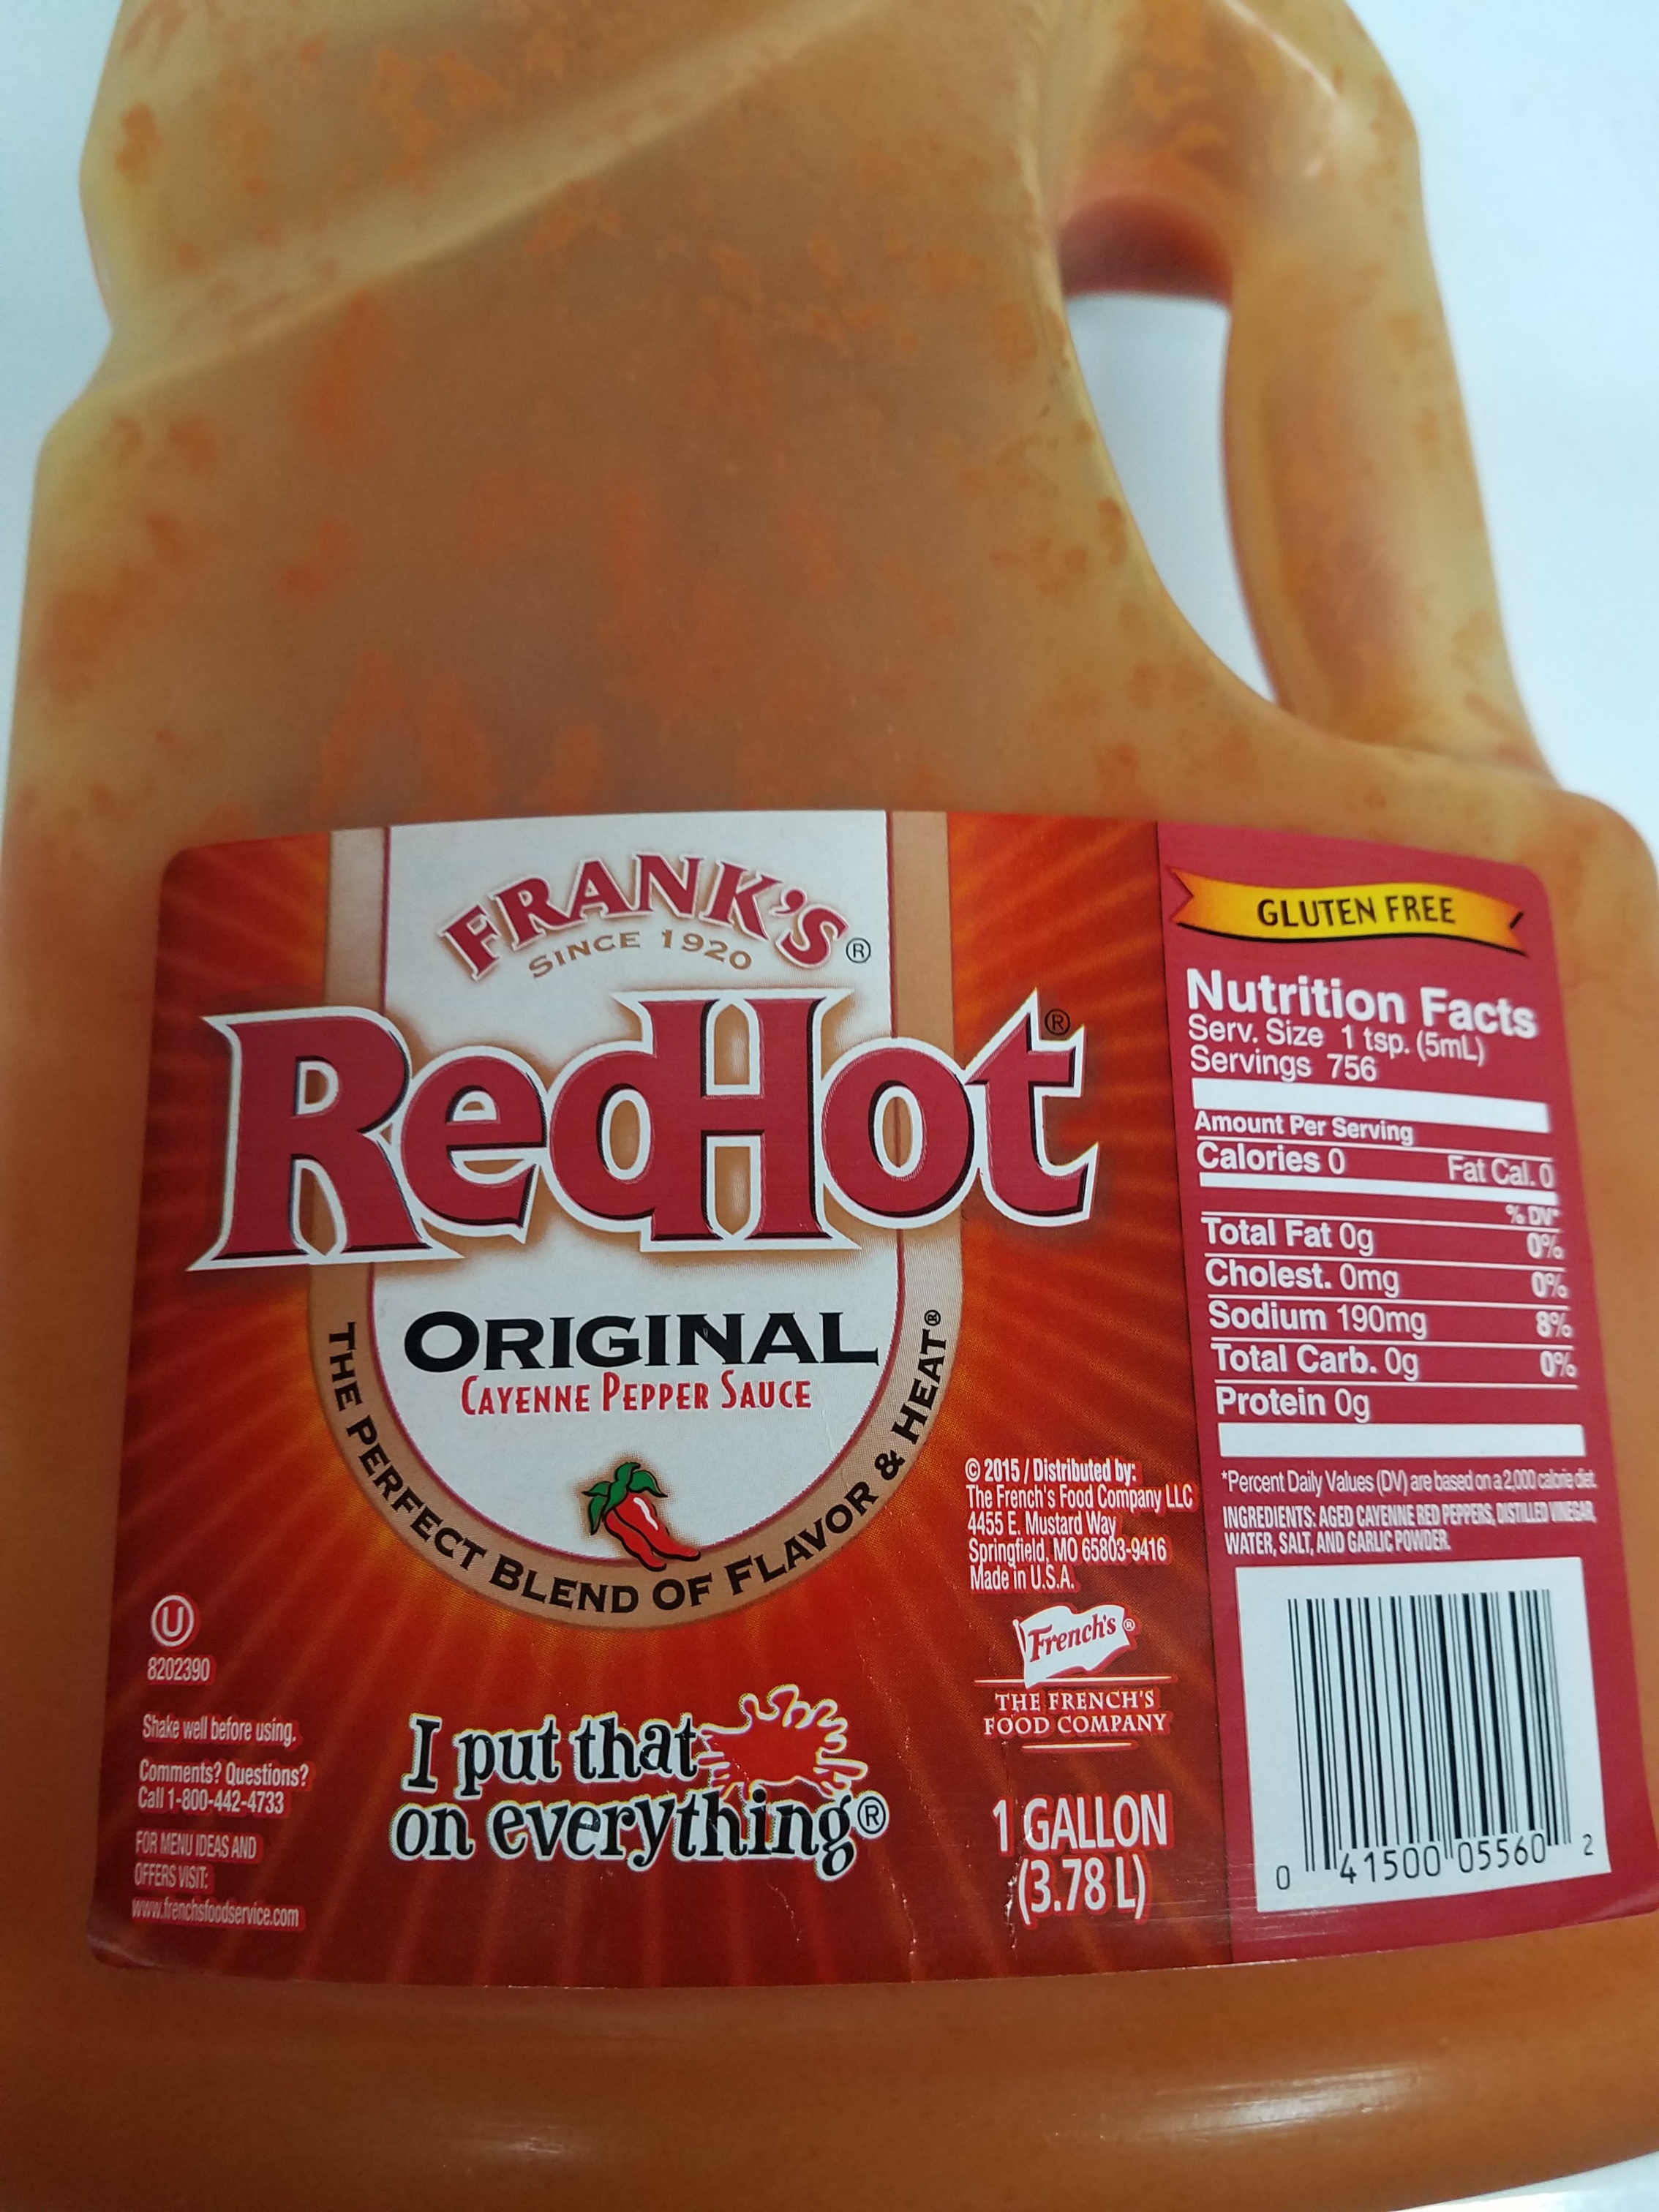 FRANK'S®
SINCE 1920
RedHot®
ORIGINAL
CAYENNE PEPPER SAUCE
THE PERFECT BLEND OF FLAVOR & HEAT®
U
8202390
Shake well before using.
Comments? Questions?
Call 1-800-442-4733
FOR MENU IDEAS AND
OFFERS VISIT:
www.frenchsfoodservice.com
I put that
on everything®
© 2015 / Distributed by:
The French's Food Company LLC
4455 E. Mustard Way
Springfield, MO 65803-9416
Made in U.S.A.
French's®
THE FRENCH'S
FOOD COMPANY
1 GALLON
(3.78 L)
GLUTEN FREE
Nutrition Facts
Serv. Size 1 tsp. (5mL)
Servings 756
Amount Per Serving
Calories 0 Fat Cal. 0
% DV*
Total Fat 0g 0%
Cholest. 0mg 0%
Sodium 190mg 8%
Total Carb. 0g 0%
Protein 0g
*Percent Daily Values (DV) are based on a 2,000 calorie diet.
INGREDIENTS: AGED CAYENNE RED PEPPERS, DISTILLED VINEGAR,
WATER, SALT, AND GARLIC POWDER.
0 41500 05560 2